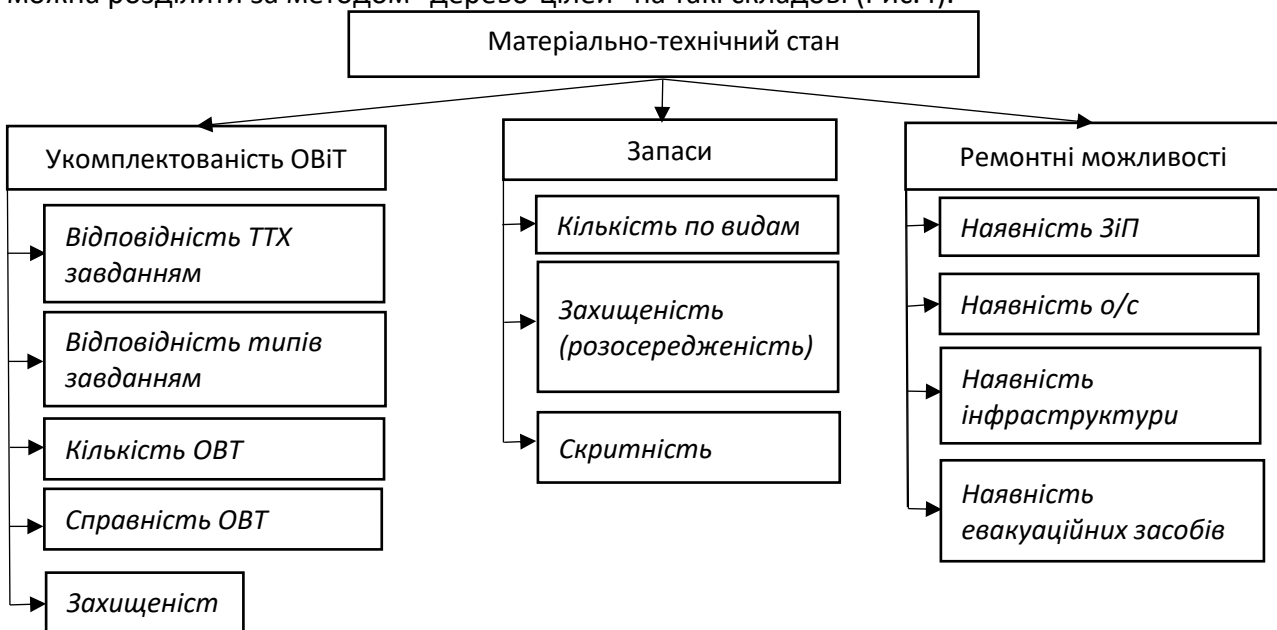 можна розділити за методом "дерево цілей" на такі складові (Рис.4).
Матеріально-технічний стан
Укомплектованість ОВіТ
Відповідність ТТХ
завданням
Відповідність типів
завданням
Кількість ОВТ
Справність ОВТ
Захищеніст
Запаси
Кількість по видам
Захищеність
(розосередженість)
Скритність
Ремонтні можливості
Наявність ЗіП
Наявність о/с
Наявність
інфраструктури
Наявність
евакуаційних засобів